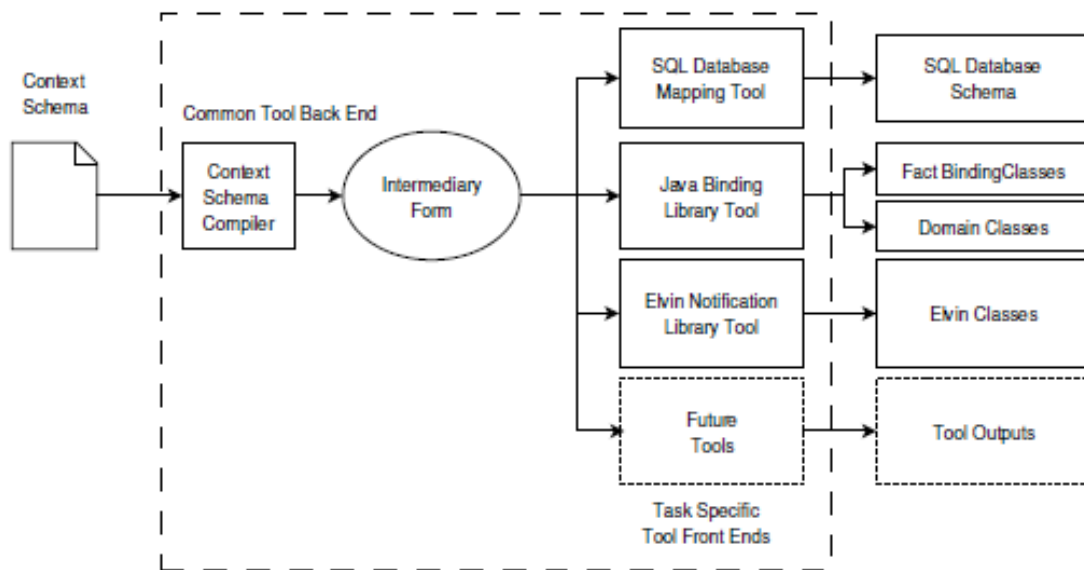 Context
Schema
Common Tool Back End
Context
Schema
Compiler
Intermediary
Form
SQL Database
Mapping Tool
SQL Database
Schema
Java Binding
Library Tool
Fact BindingClasses
Domain Classes
Elvin Notification
Library Tool
Elvin Classes
Future
Tools
Tool Outputs
Task Specific
Tool Front Ends